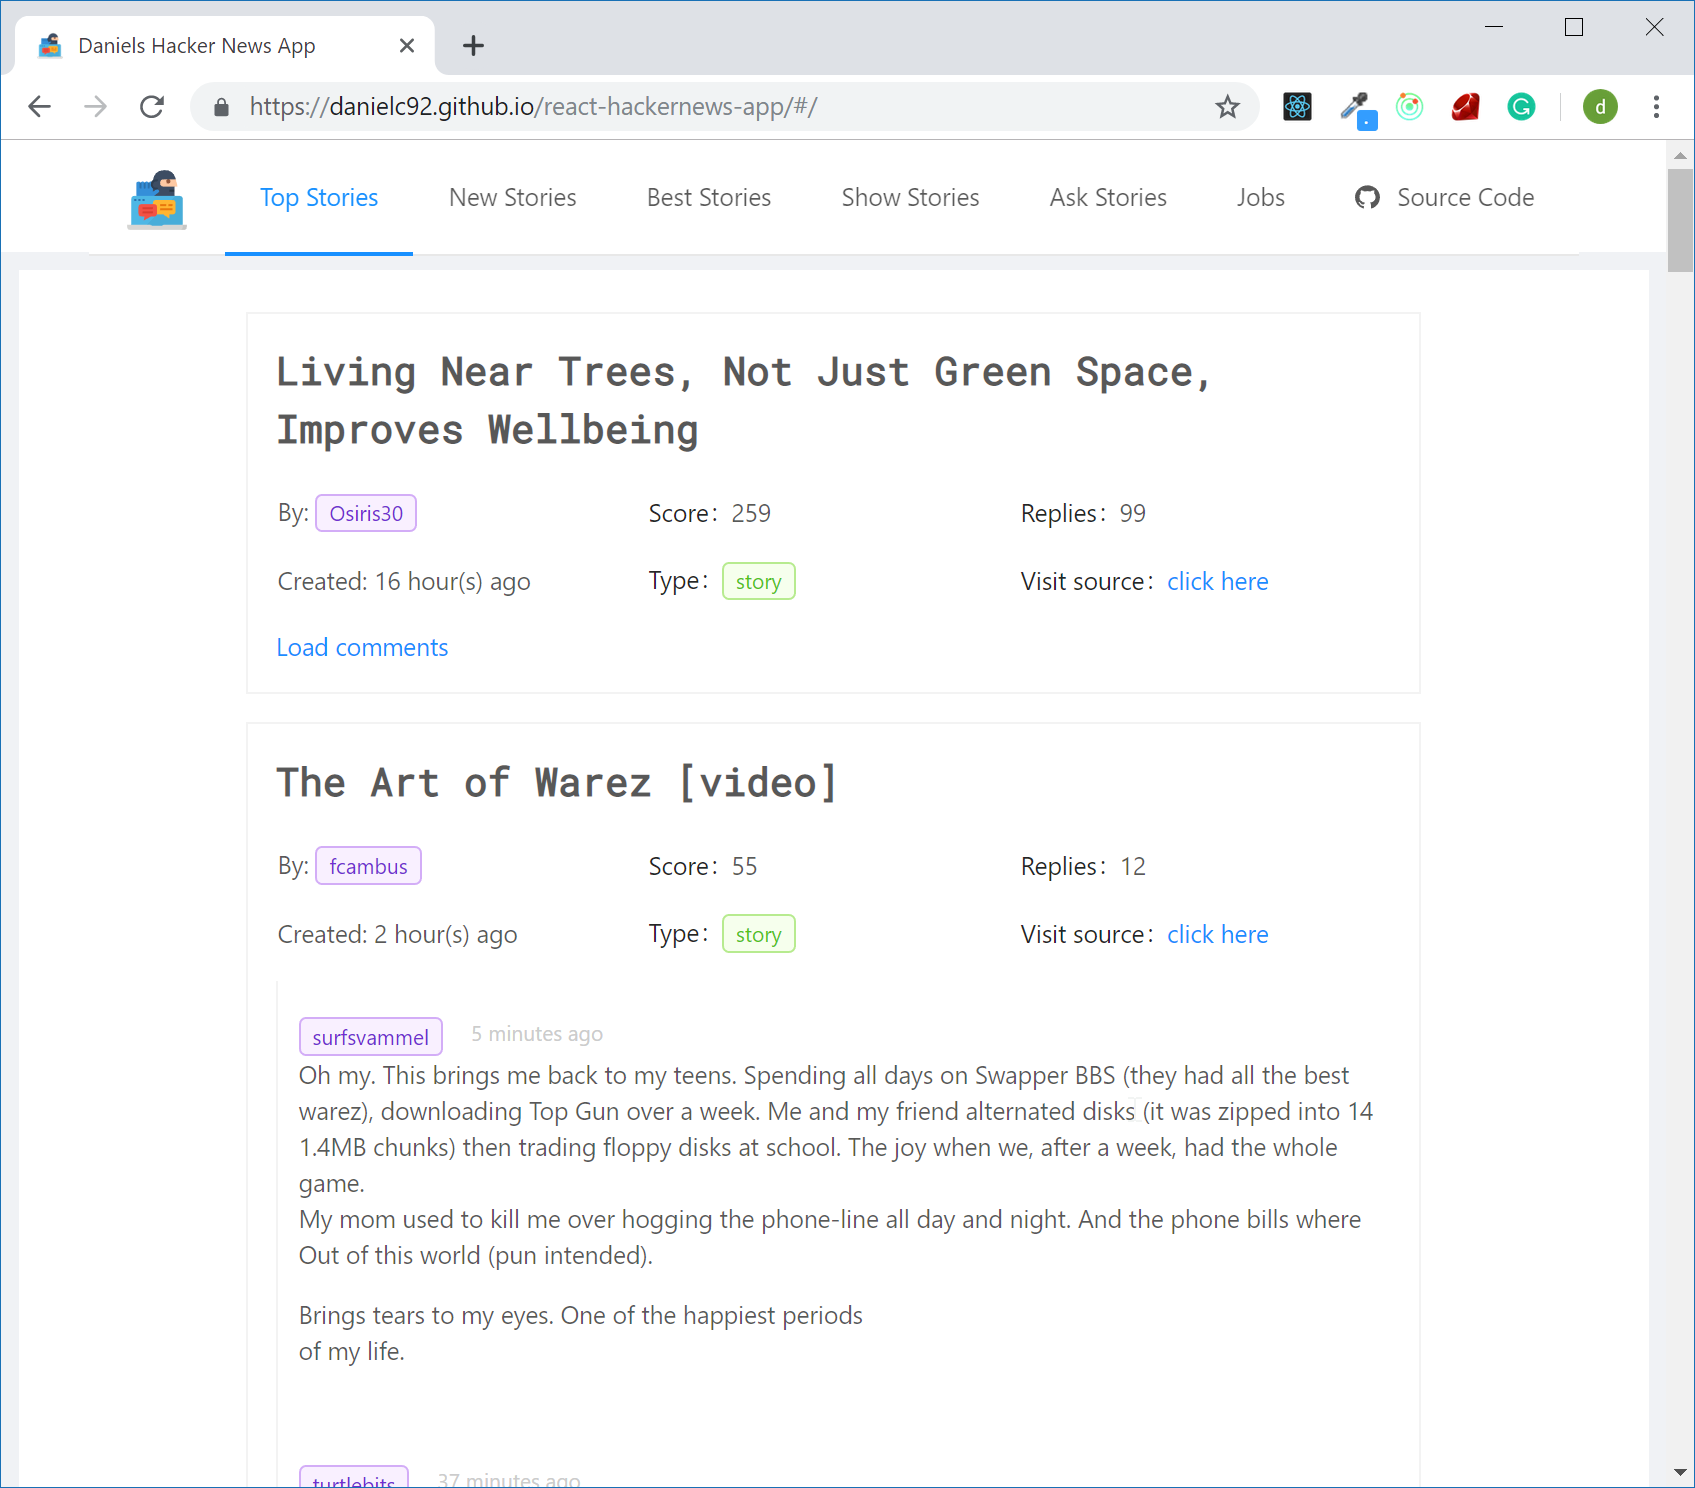 Daniels Hacker News App
https://danielc92.github.io/react-hackernews-app/#/
d
Top Stories New Stories Best Stories Show Stories Ask Stories Jobs Source Code
Living Near Trees, Not Just Green Space,
Improves Wellbeing
By: Osiris30 Score: 259 Replies: 99
Created: 16 hour(s) ago Type: story Visit source: click here
Load comments
The Art of Warez [video]
By: fcambus Score: 55 Replies: 12
Created: 2 hour(s) ago Type: story Visit source: click here
surfsvammel 5 minutes ago
Oh my. This brings me back to my teens. Spending all days on Swapper BBS (they had all the best
warez), downloading Top Gun over a week. Me and my friend alternated disks (it was zipped into 14
1.4MB chunks) then trading floppy disks at school. The joy when we, after a week, had the whole
game.
My mom used to kill me over hogging the phone-line all day and night. And the phone bills where
Out of this world (pun intended).
Brings tears to my eyes. One of the happiest periods
of my life.
turtlebits 37 minutes ago